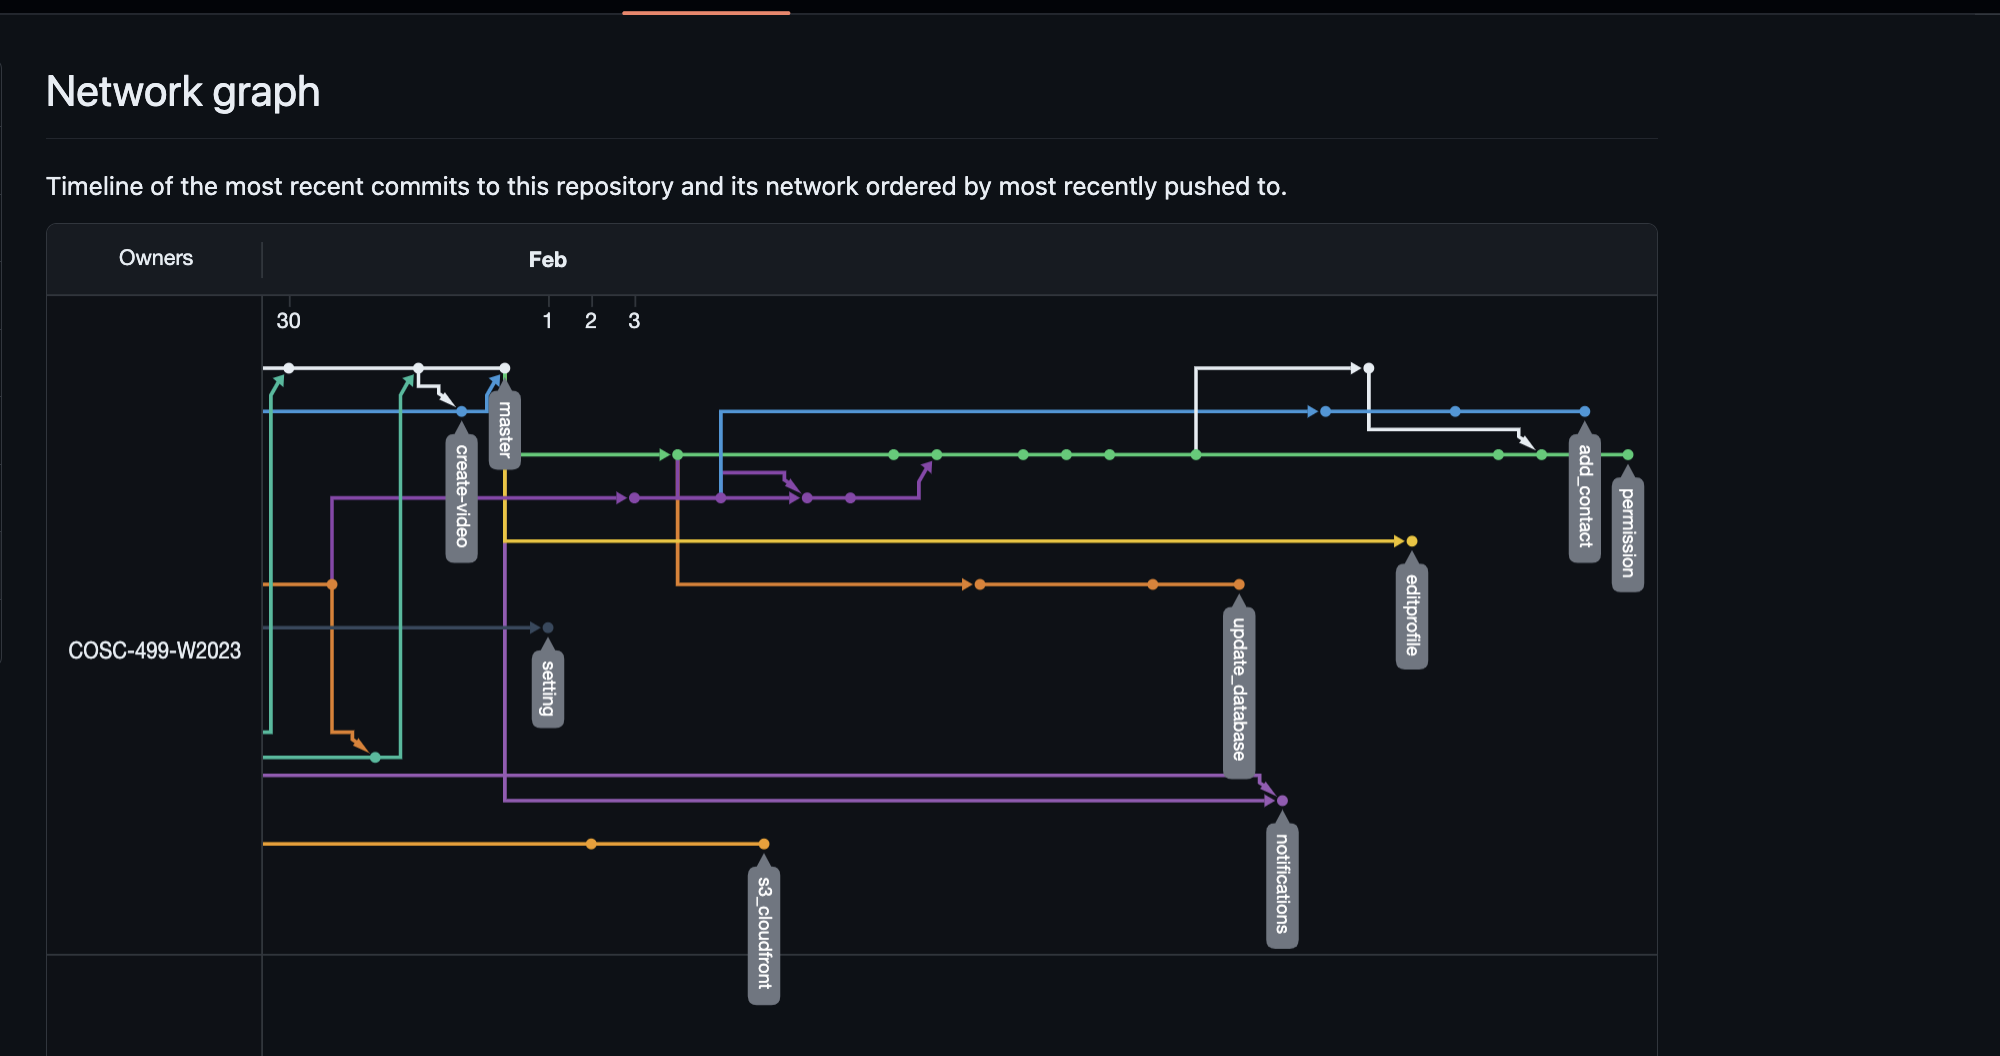 Network graph
Timeline of the most recent commits to this repository and its network ordered by most recently pushed to.
Owners
Feb
30
1
2
3
master
create-video
add_contact
permission
editprofile
update_database
COSC-499-W2023
setting
notifications
s3_cloudfront